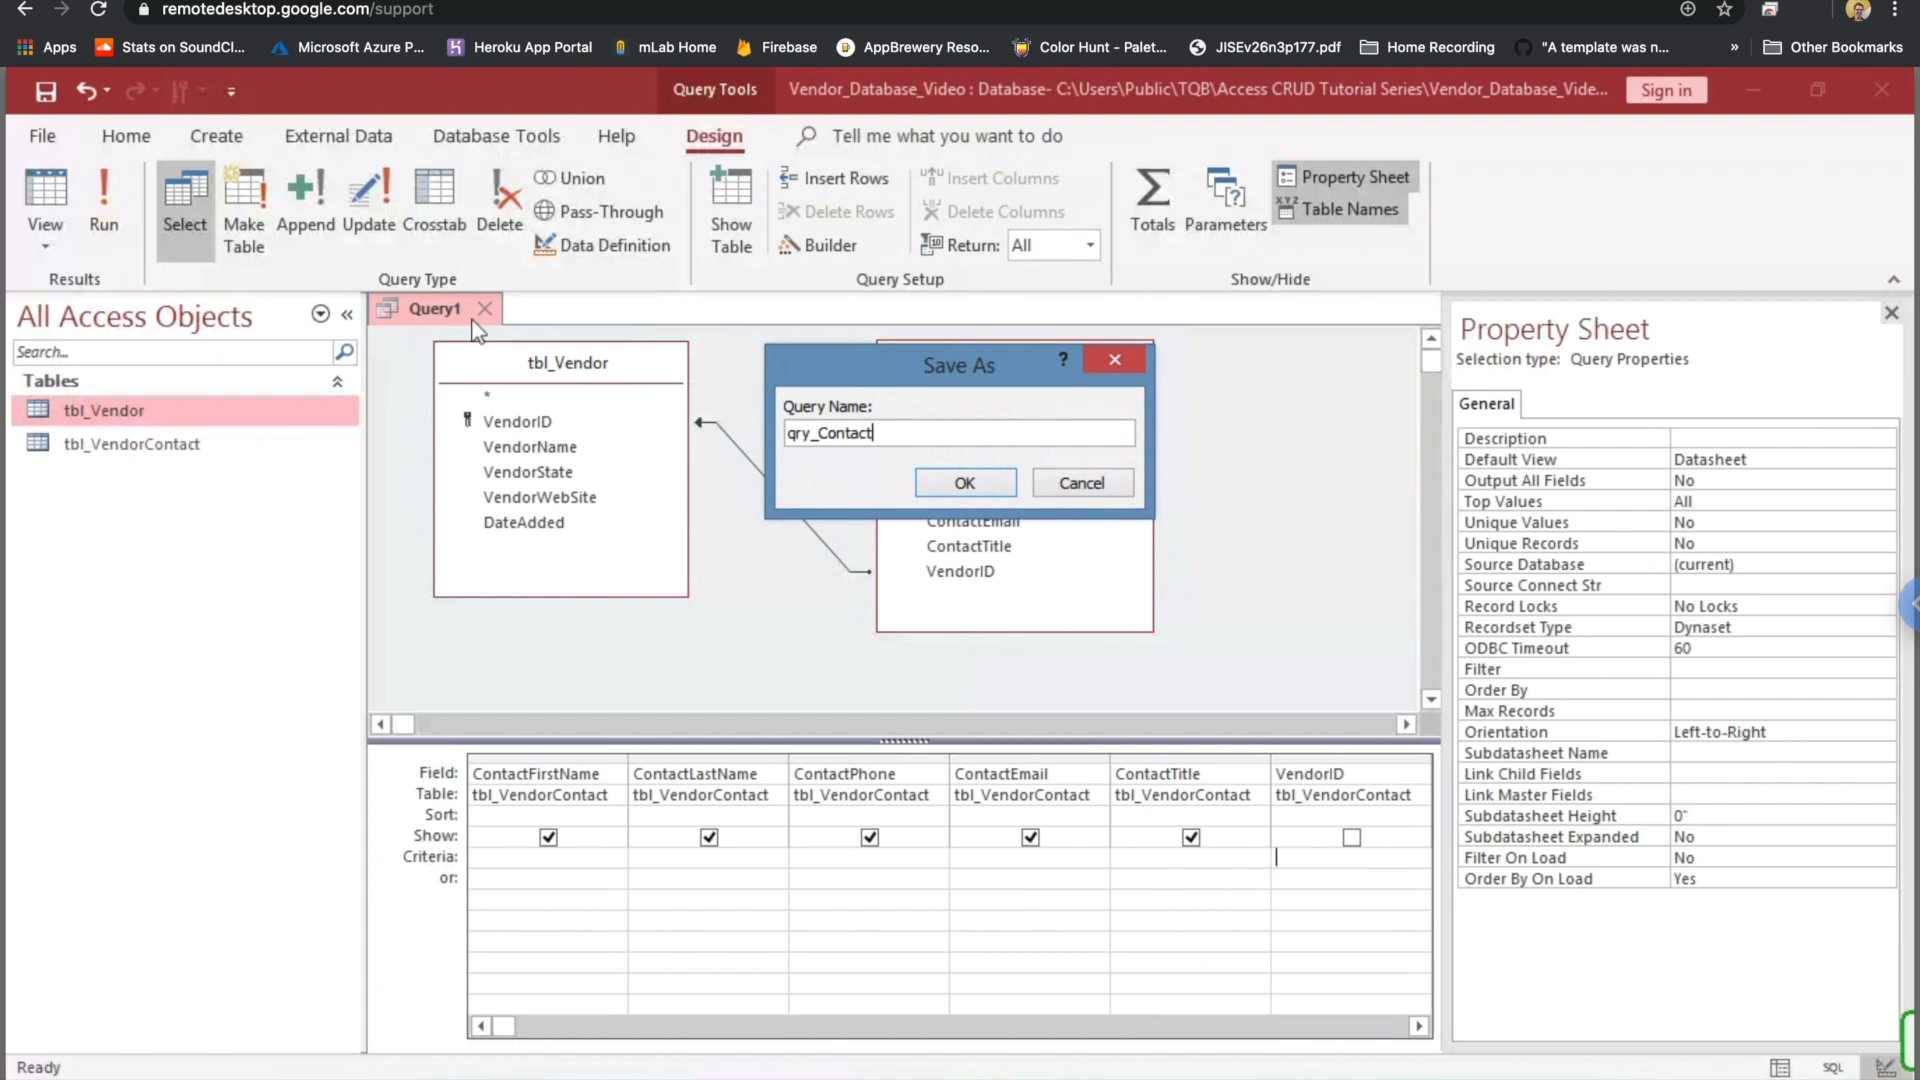 remotedesktop.google.com/support
Apps
Stats on SoundCl...
Microsoft Azure P...
Heroku App Portal
mLab Home
Firebase
AppBrewery Reso...
Color Hunt - Palet...
JISEv26n3p177.pdf
Home Recording
"A template was n...
»
Other Bookmarks
Query Tools
Vendor_Database_Video : Database- C:\Users\Public\TQB\Access CRUD Tutorial Series\Vendor_Database_Vide...
Sign in
File
Home
Create
External Data
Database Tools
Help
Design
Tell me what you want to do
View
Run
Select
Make Table
Append
Update
Crosstab
Delete
Union
Pass-Through
Data Definition
Show Table
Insert Rows
Delete Rows
Builder
Insert Columns
Delete Columns
Return: All
Totals
Parameters
Property Sheet
Table Names
Results
Query Type
Query Setup
Show/Hide
All Access Objects
Search...
Tables
tbl_Vendor
tbl_VendorContact
Query1
tbl_Vendor
*
VendorID
VendorName
VendorState
VendorWebSite
DateAdded
Save As
?
Query Name:
qry_Contact
OK
Cancel
ContactEmail
ContactTitle
VendorID
Field: ContactFirstName ContactLastName ContactPhone ContactEmail ContactTitle VendorID
Table: tbl_VendorContact tbl_VendorContact tbl_VendorContact tbl_VendorContact tbl_VendorContact tbl_VendorContact
Sort:
Show:
Criteria:
or:
Property Sheet
Selection type: Query Properties
General
Description
Default View Datasheet
Output All Fields No
Top Values All
Unique Values No
Unique Records No
Source Database (current)
Source Connect Str
Record Locks No Locks
Recordset Type Dynaset
ODBC Timeout 60
Filter
Order By
Max Records
Orientation Left-to-Right
Subdatasheet Name
Link Child Fields
Link Master Fields
Subdatasheet Height 0"
Subdatasheet Expanded No
Filter On Load No
Order By On Load Yes
Ready
SQL